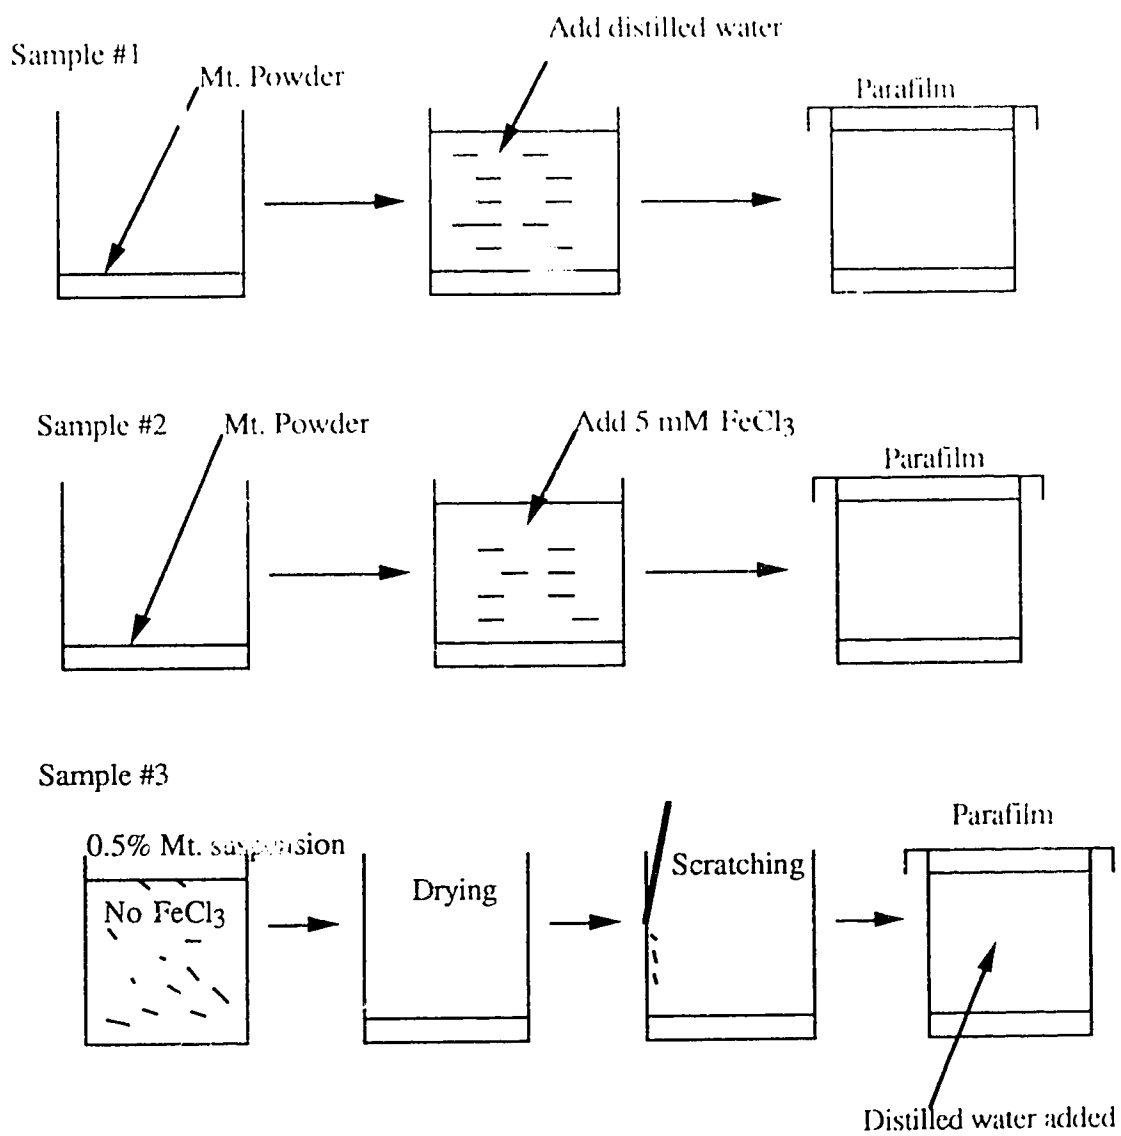 Sample #1
Mt. Powder
Add distilled water
Parafilm
Sample #2
Mt. Powder
Add 5 mM FeCl3
Parafilm
Sample #3
0.5% Mt. suspension
No FeCl3
Drying
Scratching
Parafilm
Distilled water added